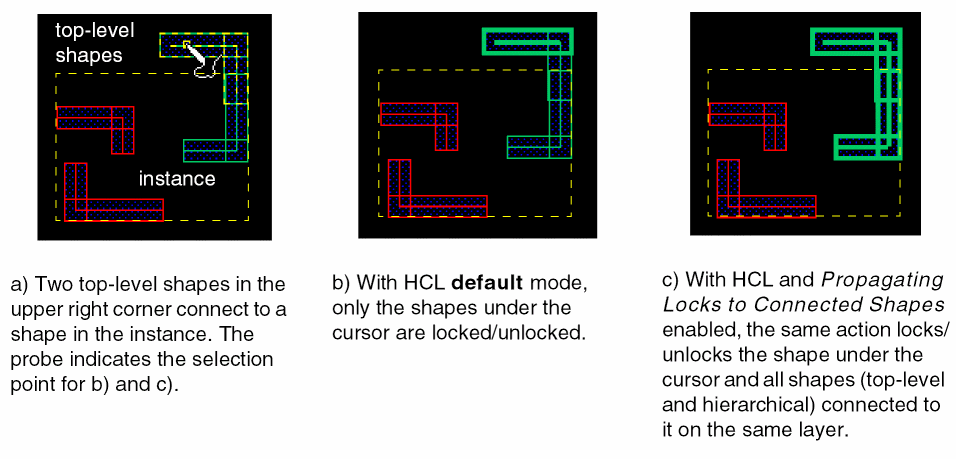 top-level
shapes
instance
a) Two top-level shapes in the
upper right corner connect to a
shape in the instance. The
probe indicates the selection
point for b) and c).
b) With HCL default mode,
only the shapes under the
cursor are locked/unlocked.
c) With HCL and Propagating
Locks to Connected Shapes
enabled, the same action locks/
unlocks the shape under the
cursor and all shapes (top-level
and hierarchical) connected to
it on the same layer.